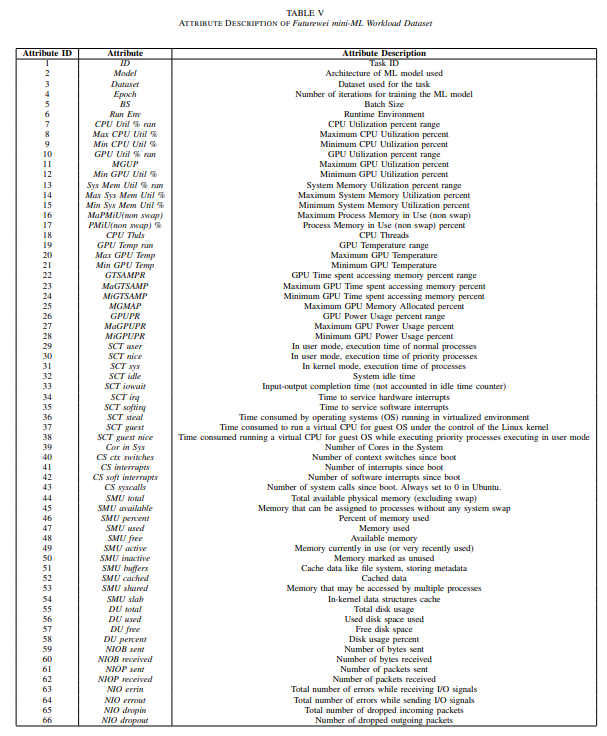 TABLE V
ATTRIBUTE DESCRIPTION OF Futurewei mini-ML Workload Dataset
Attribute ID Attribute Attribute Description
1 ID Task ID
2 Model Architecture of ML model used
3 Dataset Dataset used for the task
4 Epoch Number of iterations for training the ML model
5 BS Batch Size
6 Run Env Runtime Environment
7 CPU Util % ran CPU Utilization percent range
8 Max CPU Util % Maximum CPU Utilization percent
9 Min CPU Util % Minimum CPU Utilization percent
10 GPU Util % ran GPU Utilization percent range
11 MGUP Maximum GPU Utilization percent
12 Min GPU Util % Minimum GPU Utilization percent
13 Sys Mem Util % ran System Memory Utilization percent range
14 Max Sys Mem Util % Maximum System Memory Utilization percent
15 Min Sys Mem Util % Minimum System Memory Utilization percent
16 MaPMiU(non swap) Maximum Process Memory in Use (non swap)
17 PMiU(non swap) % Process Memory in Use (non swap) percent
18 CPU Thds CPU Threads
19 GPU Temp ran GPU Temperature range
20 Max GPU Temp Maximum GPU Temperature
21 Min GPU Temp Minimum GPU Temperature
22 GTSAMPR GPU Time spent accessing memory percent range
23 MaGTSAMP Maximum GPU Time spent accessing memory percent
24 MiGTSAMP Minimum GPU Time spent accessing memory percent
25 MGMAP Maximum GPU Memory Allocated percent
26 GPUPR GPU Power Usage percent range
27 MaGPUPR Maximum GPU Power Usage percent
28 MiGPUPR Minimum GPU Power Usage percent
29 SCT user In user mode, execution time of normal processes
30 SCT nice In user mode, execution time of priority processes
31 SCT sys In kernel mode, execution time of processes
32 SCT idle System idle time
33 SCT iowait Input-output completion time (not accounted in idle time counter)
34 SCT irq Time to service hardware interrupts
35 SCT softirq Time to service software interrupts
36 SCT steal Time consumed by operating systems (OS) running in virtualized environment
37 SCT guest Time consumed to run a virtual CPU for guest OS under the control of the Linux kernel
38 SCT guest nice Time consumed running a virtual CPU for guest OS while executing priority processes executing in user mode
39 Cor in Sys Number of Cores in the System
40 CS ctx switches Number of context switches since boot
41 CS interrupts Number of interrupts since boot
42 CS soft interrupts Number of software interrupts since boot
43 CS syscalls Number of system calls since boot. Always set to 0 in Ubuntu.
44 SMU total Total available physical memory (excluding swap)
45 SMU available Memory that can be assigned to processes without any system swap
46 SMU percent Percent of memory used
47 SMU used Memory used
48 SMU free Available memory
49 SMU active Memory currently in use (or very recently used)
50 SMU inactive Memory marked as unused
51 SMU buffers Cache data like file system, storing metadata
52 SMU cached Cached data
53 SMU shared Memory that may be accessed by multiple processes
54 SMU slab In-kernel data structures cache
55 DU total Total disk usage
56 DU used Used disk space used
57 DU free Free disk space
58 DU percent Disk usage percent
59 NIOB sent Number of bytes sent
60 NIOB received Number of bytes received
61 NIOP sent Number of packets sent
62 NIOP received Number of packets received
63 NIO errin Total number of errors while receiving I/O signals
64 NIO errout Total number of errors while sending I/O signals
65 NIO dropin Total number of dropped incoming packets
66 NIO dropout Number of dropped outgoing packets